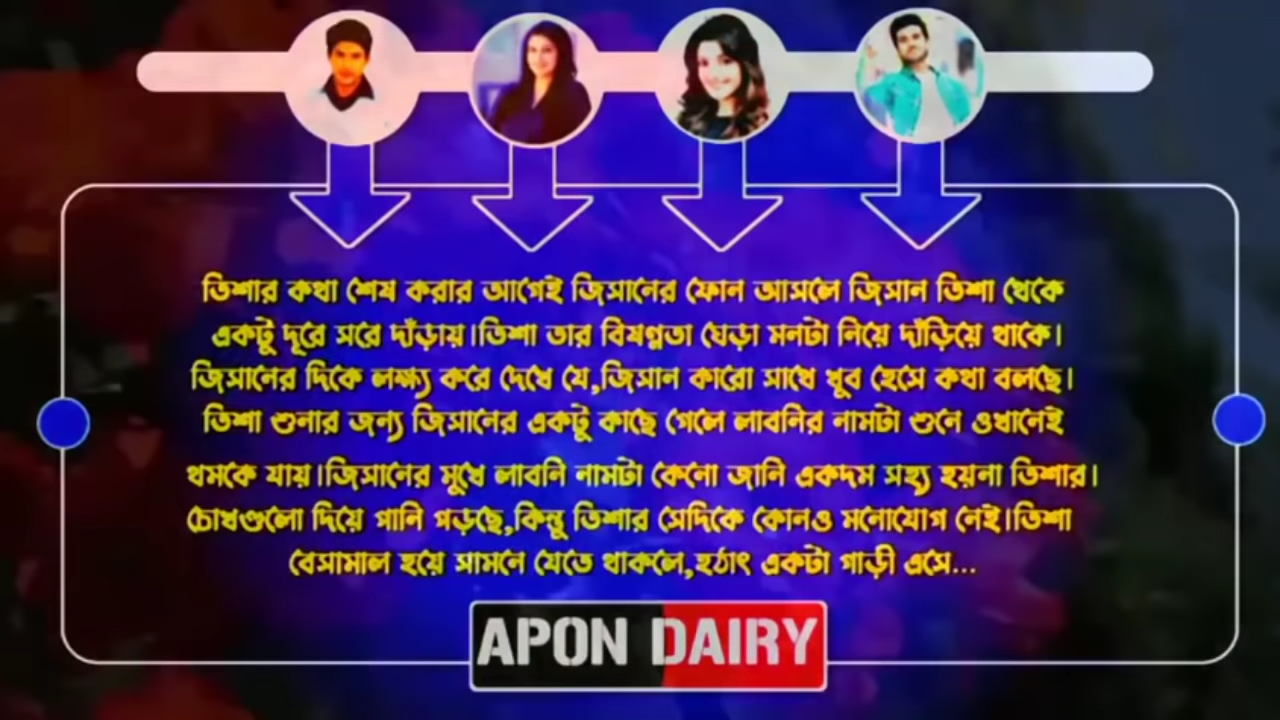 তিশার কথা শেষ করার আগেই জিসানের ফোন আসলে জিসান তিশা থেকে
একটু দূরে সরে দাঁড়ায়।তিশা তার বিষণ্নতা ঘেড়া মনটা নিয়ে দাঁড়িয়ে থাকে।
জিসানের দিকে লক্ষ্য করে দেখে যে,জিসান কারো সাথে খুব হেসে কথা বলছে।
তিশা শুনার জন্য জিসানের একটু কাছে গেলে লাবনির নামটা শুনে ওখানেই
থমকে যায়।জিসানের মুখে লাবনি নামটা কেনো জানি একদম সহ্য হয়না তিশার।
চোখগুলো দিয়ে পানি পড়ছে,কিন্তু তিশার সেদিকে কোনও মনোযোগ নেই।তিশা
বেসামাল হয়ে সামনে যেতে থাকলে,হঠাৎ একটা গাড়ী এসে...
APON DAIRY